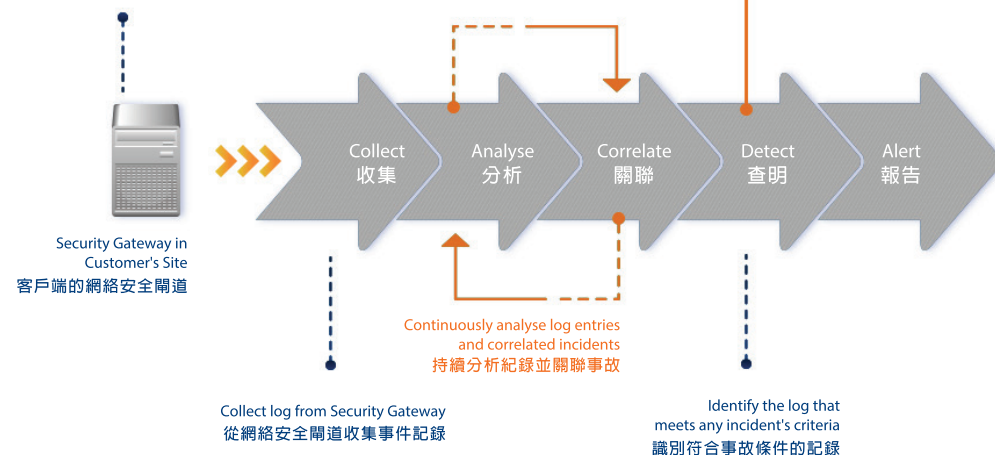 Collect
收集
Analyse
分析
Correlate
關聯
Detect
查明
Alert
報告
Security Gateway in
Customer's Site
客戶端的網絡安全閘道
Continuously analyse log entries
and correlated incidents
持續分析紀錄並關聯事故
Collect log from Security Gateway
從網絡安全閘道收集事件記錄
Identify the log that
meets any incident's criteria
識別符合事故條件的記錄